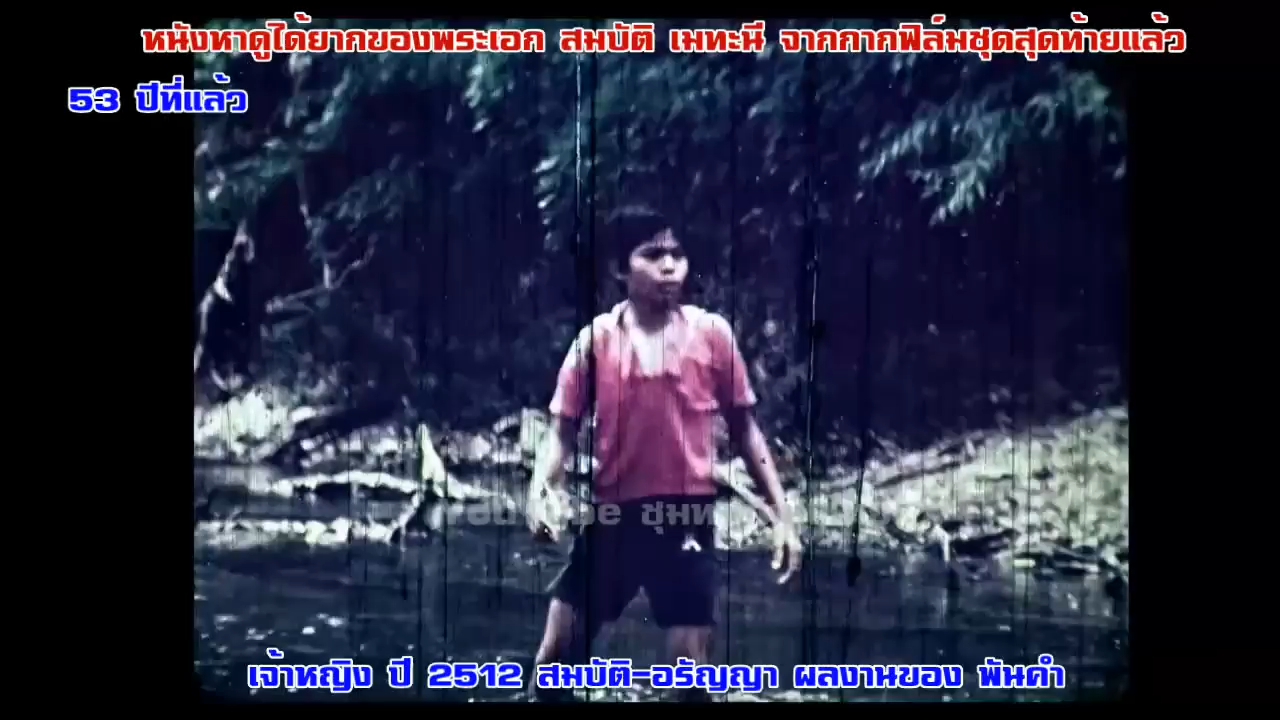 หนังหาดูได้ยากของพระเอก สมบัติ เมทะนี จากกากฟิล์มชุดสุดท้ายแล้ว
53 ปีที่แล้ว
เจ้าหญิง ปี 2512 สมบัติ-อรัญญา ผลงานของ พันคำ